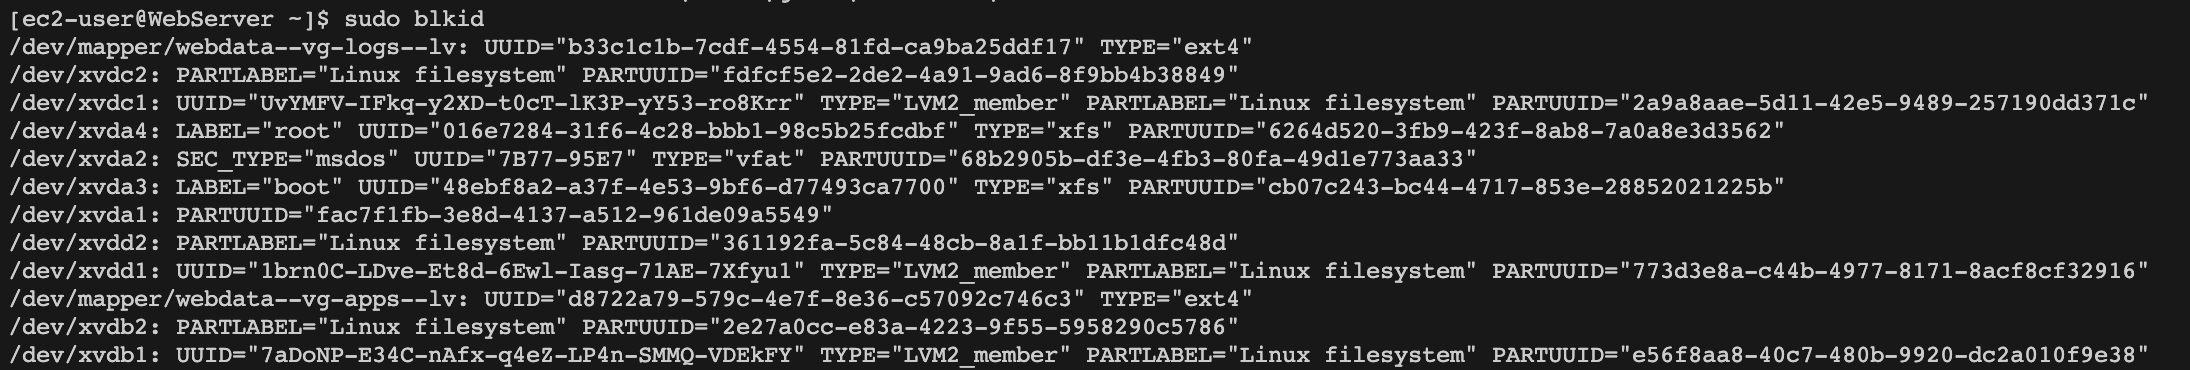 [ec2-user@WebServer ~]$ sudo blkid
/dev/mapper/webdata--vg-logs--lv: UUID="b33c1c1b-7cdf-4554-81fd-ca9ba25ddf17" TYPE="ext4"
/dev/xvdc2: PARTLABEL="Linux filesystem" PARTUUID="fdfcf5e2-2de2-4a91-9ad6-8f9bb4b38849"
/dev/xvdc1: UUID="UvYMFV-IFkq-y2XD-t0cT-lK3P-yY53-ro8Krr" TYPE="LVM2_member" PARTLABEL="Linux filesystem" PARTUUID="2a9a8aae-5d11-42e5-9489-257190dd371c"
/dev/xvda4: LABEL="root" UUID="016e7284-31f6-4c28-bbb1-98c5b25fcdbf" TYPE="xfs" PARTUUID="6264d520-3fb9-423f-8ab8-7a0a8e3d3562"
/dev/xvda2: SEC_TYPE="msdos" UUID="7B77-95E7" TYPE="vfat" PARTUUID="68b2905b-df3e-4fb3-80fa-49d1e773aa33"
/dev/xvda3: LABEL="boot" UUID="48ebf8a2-a37f-4e53-9bf6-d77493ca7700" TYPE="xfs" PARTUUID="cb07c243-bc44-4717-853e-28852021225b"
/dev/xvda1: PARTUUID="fac7f1fb-3e8d-4137-a512-961de09a5549"
/dev/xvdd2: PARTLABEL="Linux filesystem" PARTUUID="361192fa-5c84-48cb-8a1f-bb11b1dfc48d"
/dev/xvdd1: UUID="1brn0C-LDve-Et8d-6Ewl-Iasg-71AE-7Xfyu1" TYPE="LVM2_member" PARTLABEL="Linux filesystem" PARTUUID="773d3e8a-c44b-4977-8171-8acf8cf32916"
/dev/mapper/webdata--vg-apps--lv: UUID="d8722a79-579c-4e7f-8e36-c57092c746c3" TYPE="ext4"
/dev/xvdb2: PARTLABEL="Linux filesystem" PARTUUID="2e27a0cc-e83a-4223-9f55-5958290c5786"
/dev/xvdb1: UUID="7aDoNP-E34C-nAfx-q4eZ-LP4n-SMMQ-VDEkFY" TYPE="LVM2_member" PARTLABEL="Linux filesystem" PARTUUID="e56f8aa8-40c7-480b-9920-dc2a010f9e38"